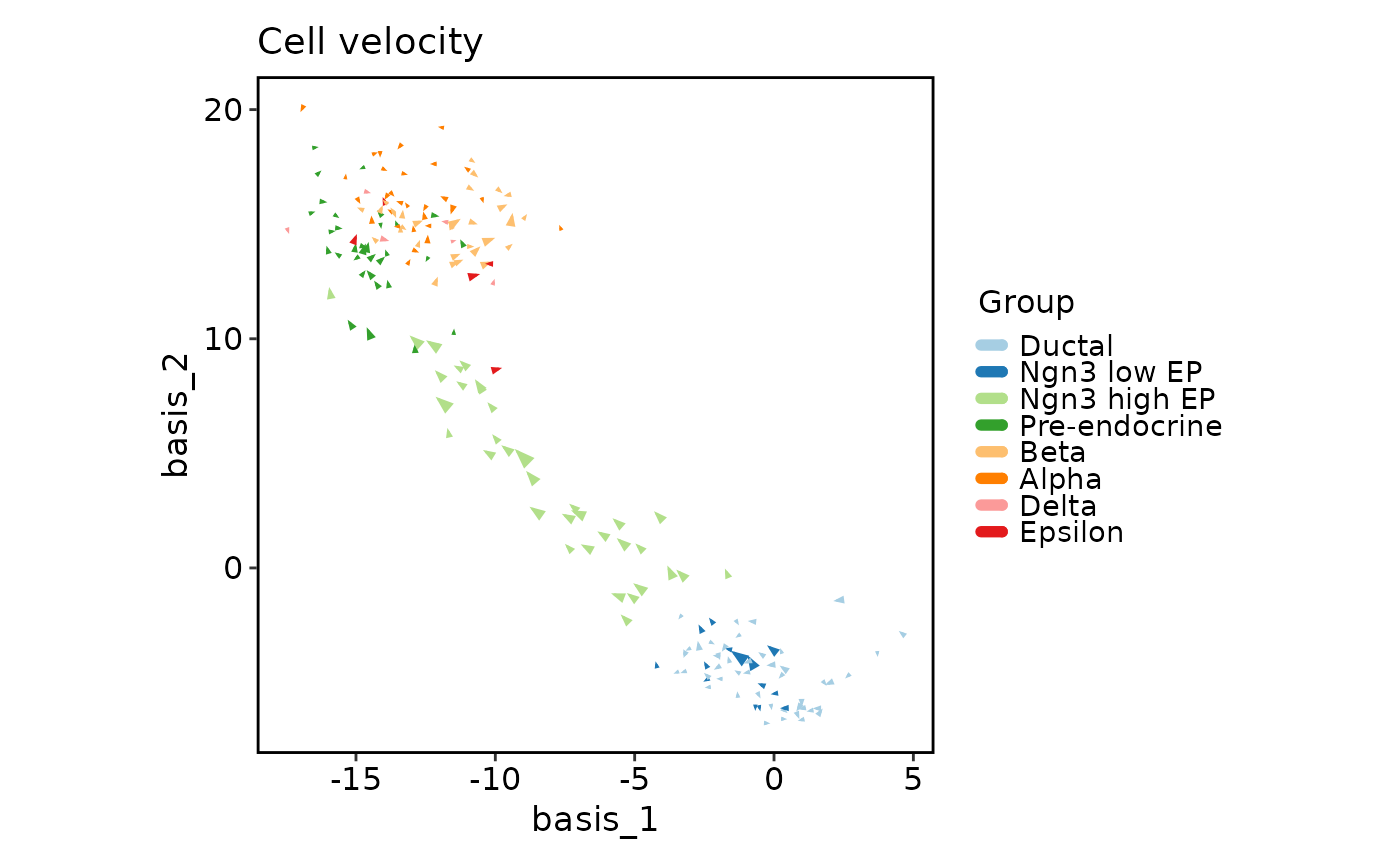 Cell velocity
20
10
0
basis_2
-15
-10
-5
0
5
basis_1
Group
Ductal
Ngn3 low EP
Ngn3 high EP
Pre-endocrine
Beta
Alpha
Delta
Epsilon